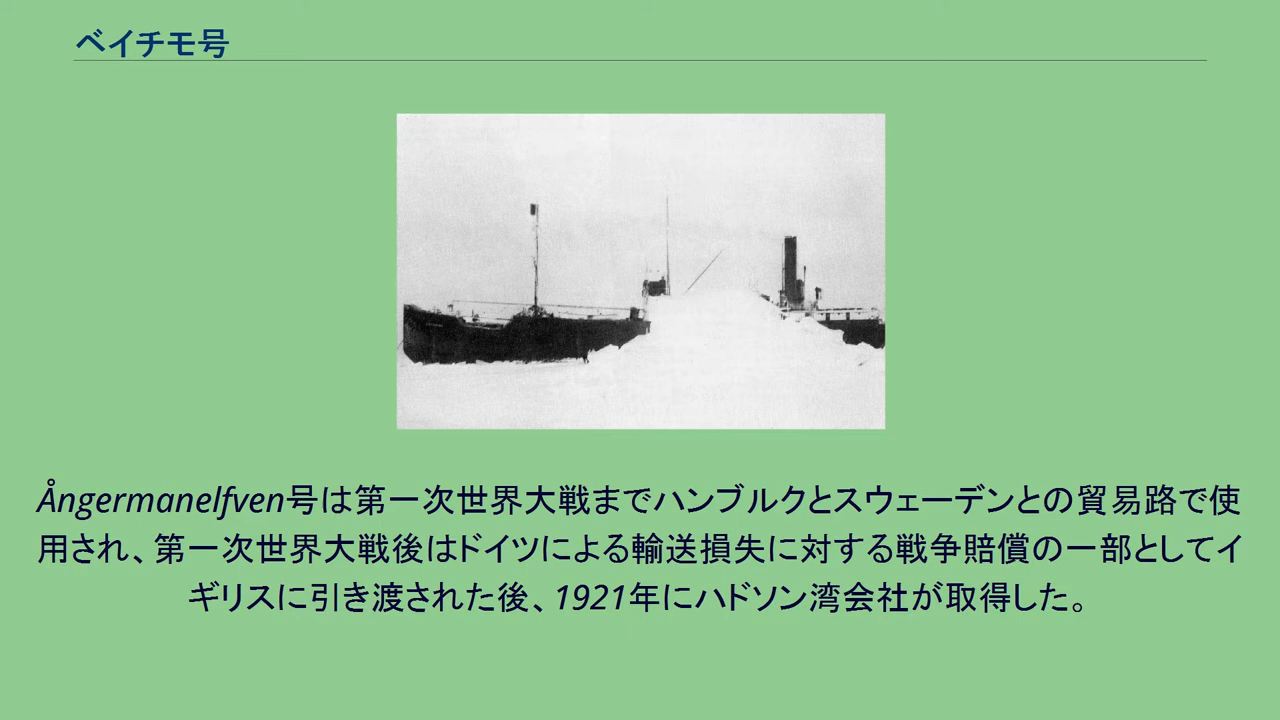 ベイチモ号
Ångermanelfven号は第一次世界大戦までハンブルクとスウェーデンとの貿易路で使
用され、第一次世界大戦後はドイツによる輸送損失に対する戦争賠償の一部としてイ
ギリスに引き渡された後、1921年にハドソン湾会社が取得した。